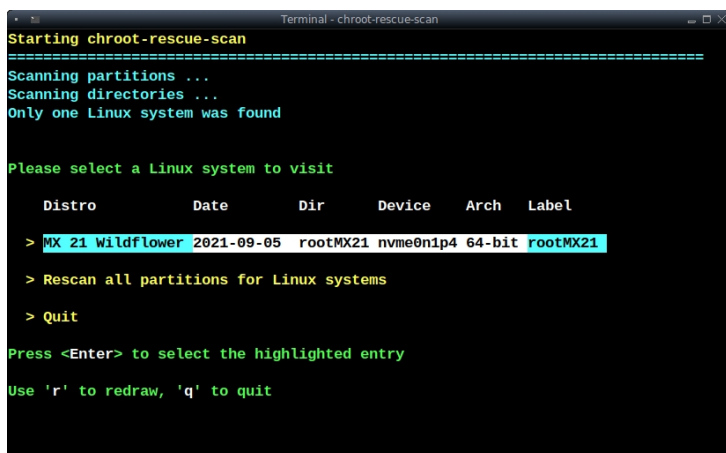 Terminal - chroot-rescue-scan
Starting chroot-rescue-scan
===============================================================================
Scanning partitions ...
Scanning directories ...
Only one Linux system was found
Please select a Linux system to visit
Distro Date Dir Device Arch Label
> MX 21 Wildflower 2021-09-05 rootMX21 nvme0n1p4 64-bit rootMX21
> Rescan all partitions for Linux systems
> Quit
Press <Enter> to select the highlighted entry
Use 'r' to redraw, 'q' to quit